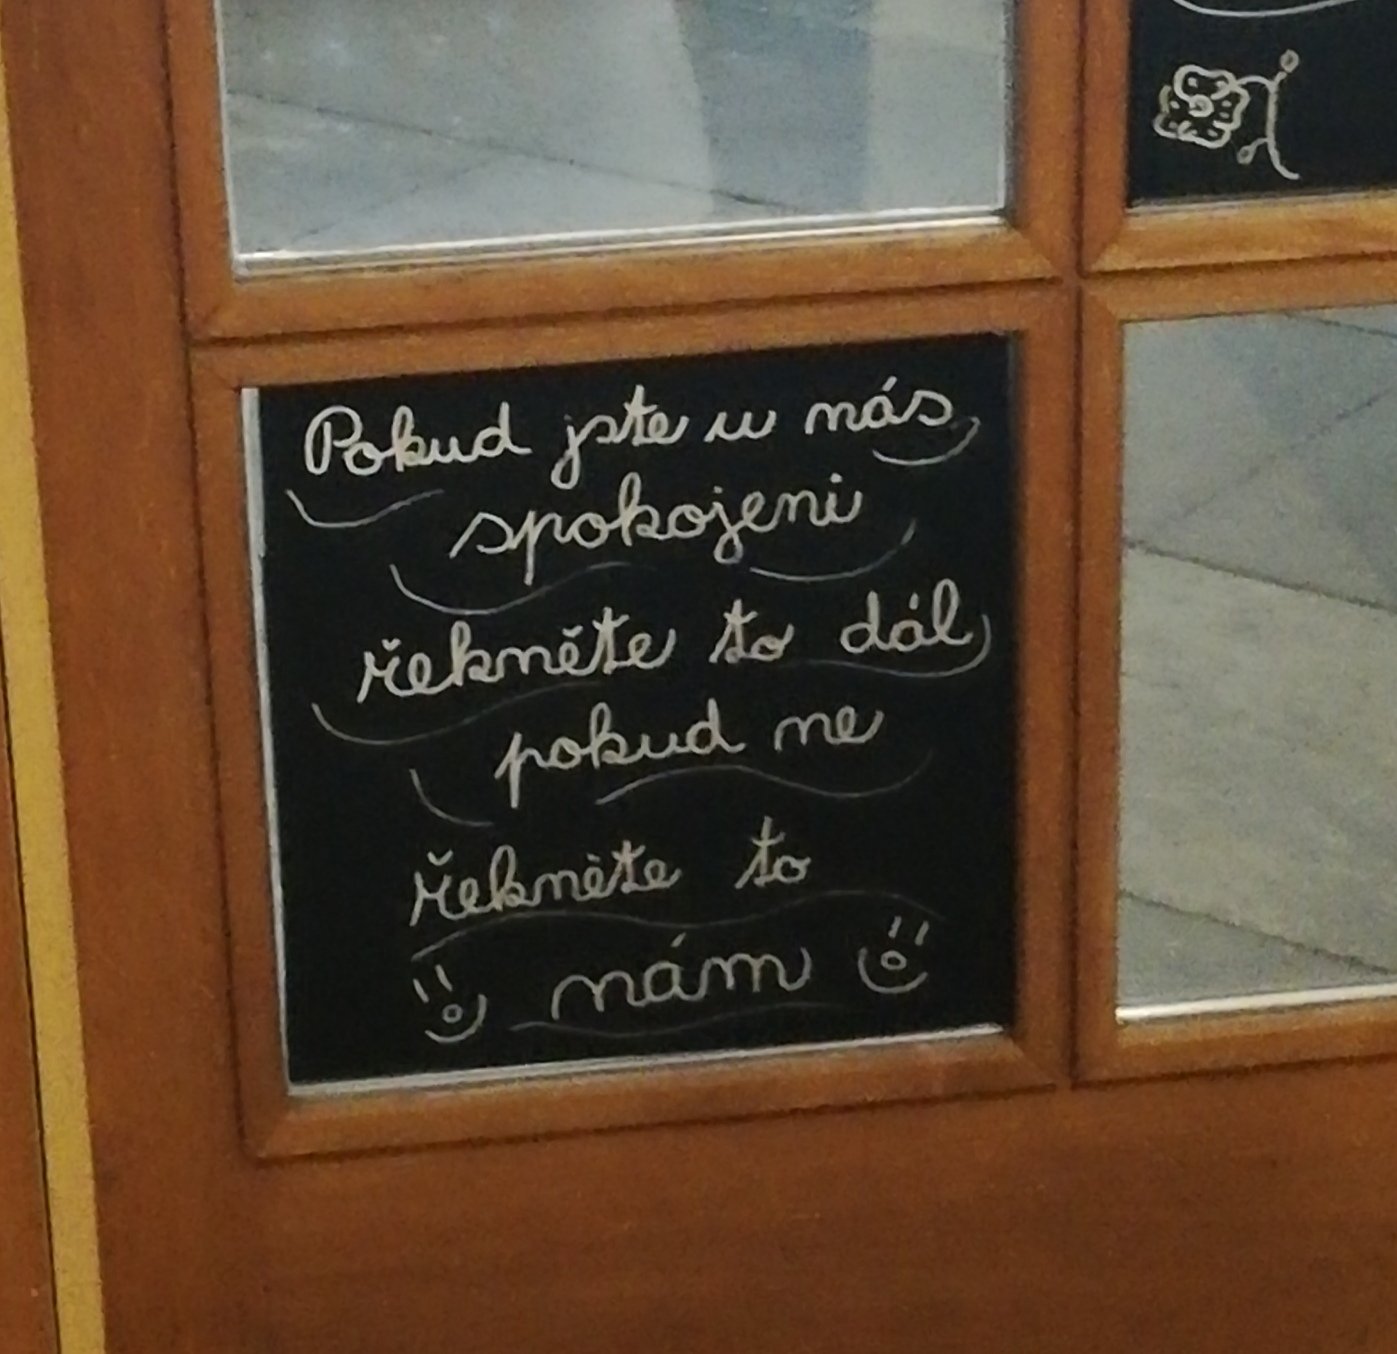 Pokud jste u nás
spokojeni
řekněte to dál
pokud ne
řekněte to
nám